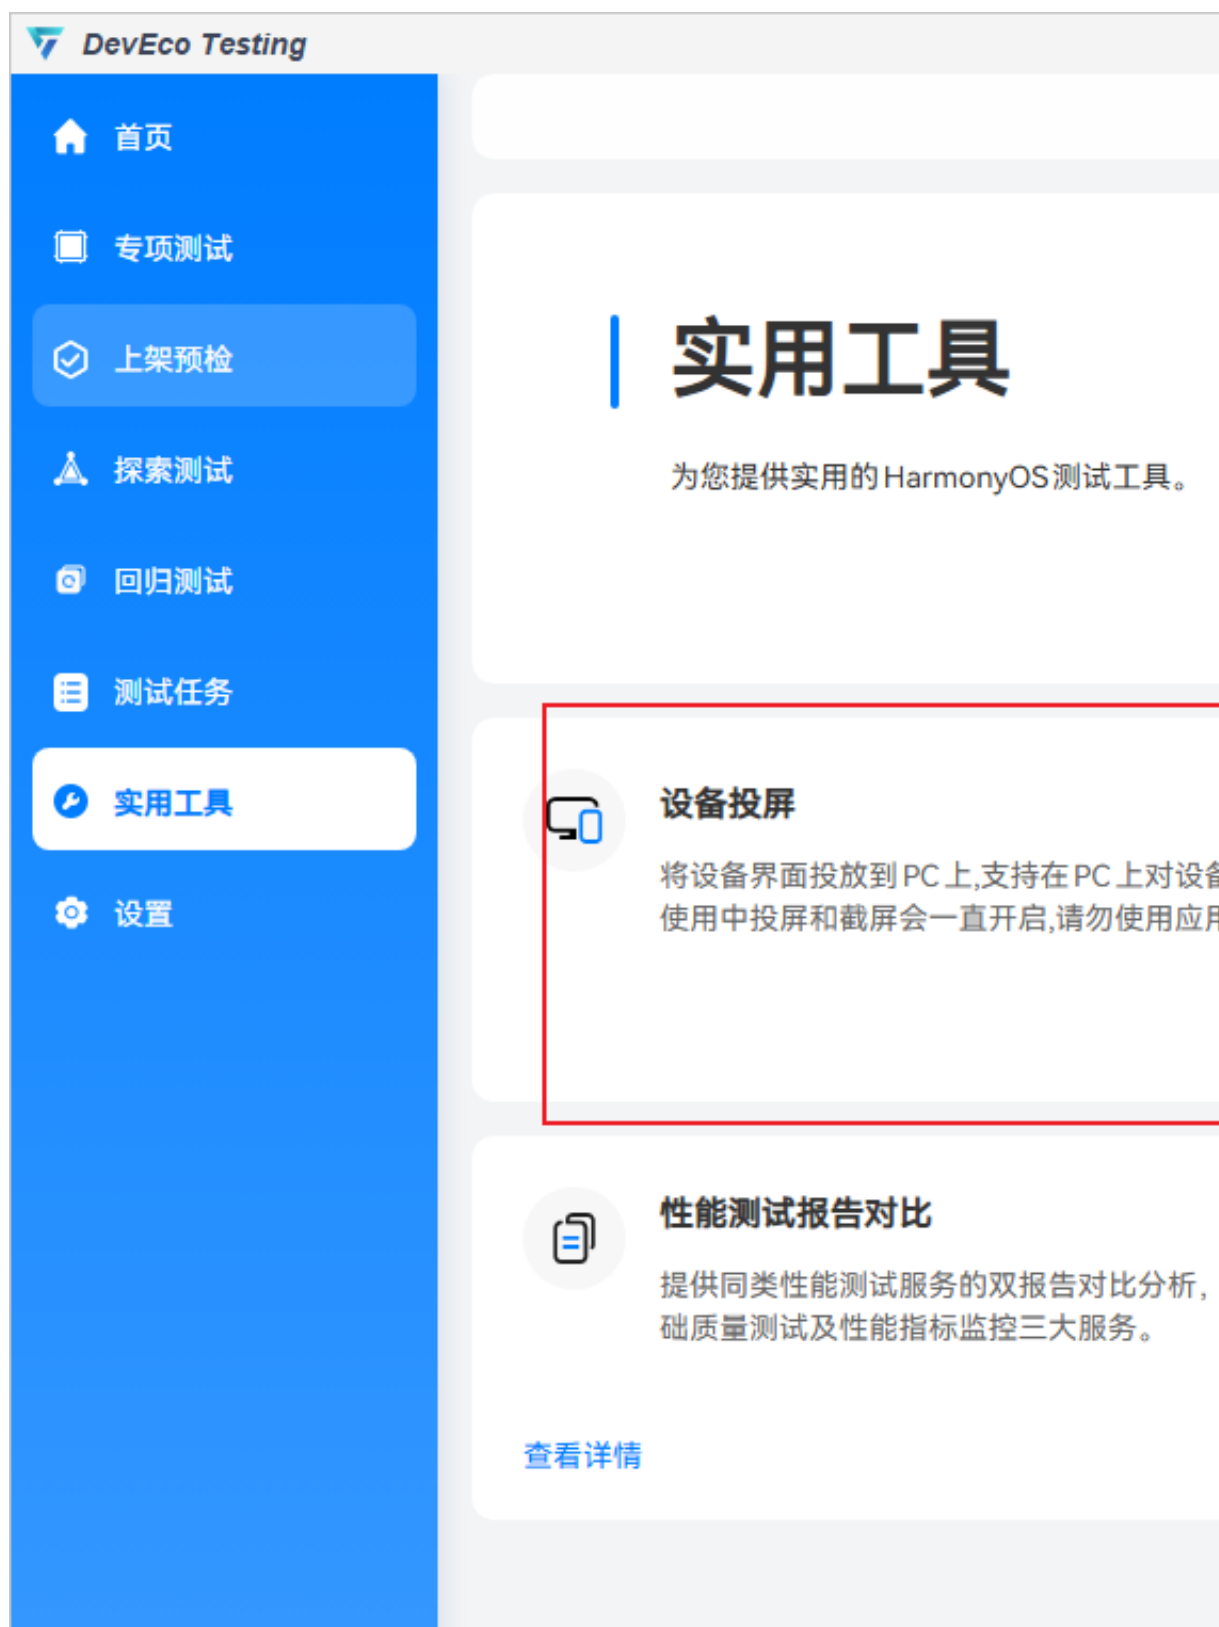 DevEco Testing
首页
专项测试
上架预检
探索测试
回归测试
测试任务
实用工具
设置
实用工具
为您提供实用的HarmonyOS测试工具。
设备投屏
将设备界面投放到PC上,支持在PC上对设备
使用中投屏和截屏会一直开启,请勿使用应用
性能测试报告对比
提供同类性能测试服务的双报告对比分析,
础质量测试及性能指标监控三大服务。
查看详情